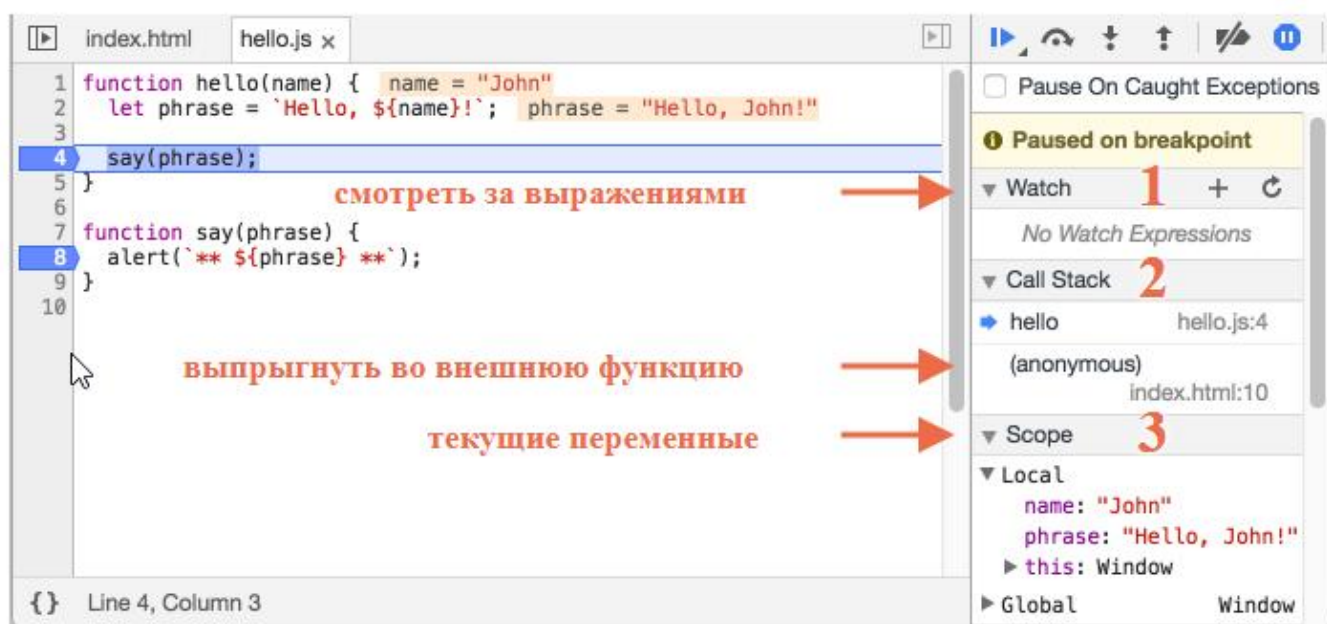 index.html hello.js ×
1 function hello(name) { name = "John"
2 let phrase = `Hello, ${name}!`; phrase = "Hello, John!"
3
4 say(phrase);
5 }
6
7 function say(phrase) {
8 alert(`** ${phrase} **`);
9 }
10
смотреть за выражениями
выпрыгнуть во внешнюю функцию
текущие переменные
{} Line 4, Column 3
Pause On Caught Exceptions
Paused on breakpoint
Watch 1 +
No Watch Expressions
Call Stack 2
hello hello.js:4
(anonymous)
index.html:10
Scope 3
Local
name: "John"
phrase: "Hello, John!"
this: Window
Global Window